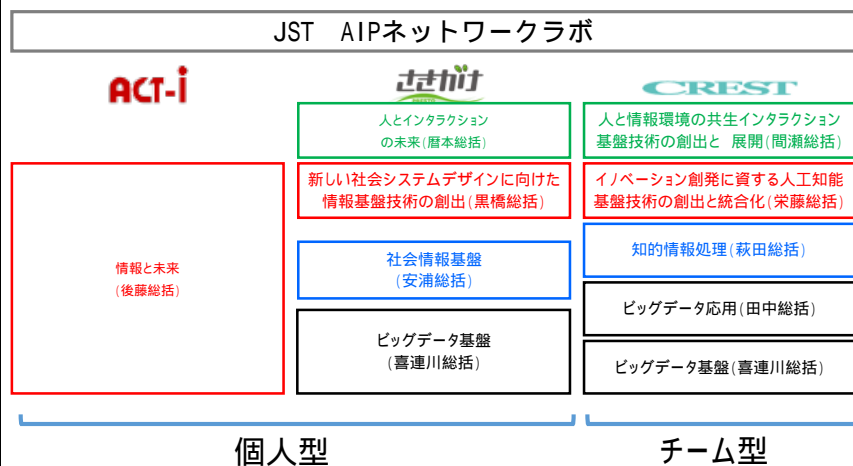 JST AIPネットワークラボ
ACT-i
さきがけ
CREST
人とインタラクション
の未来(暦本総括)
人と情報環境の共生インタラクション
基盤技術の創出と 展開(間瀬総括)
新しい社会システムデザインに向けた
情報基盤技術の創出(黒橋総括)
イノベーション創発に資する人工知能
基盤技術の創出と統合化(栄藤総括)
情報と未来
(後藤総括)
社会情報基盤
(安浦総括)
知的情報処理(萩田総括)
ビッグデータ応用(田中総括)
ビッグデータ基盤
(喜連川総括)
ビッグデータ基盤(喜連川総括)
個人型
チーム型